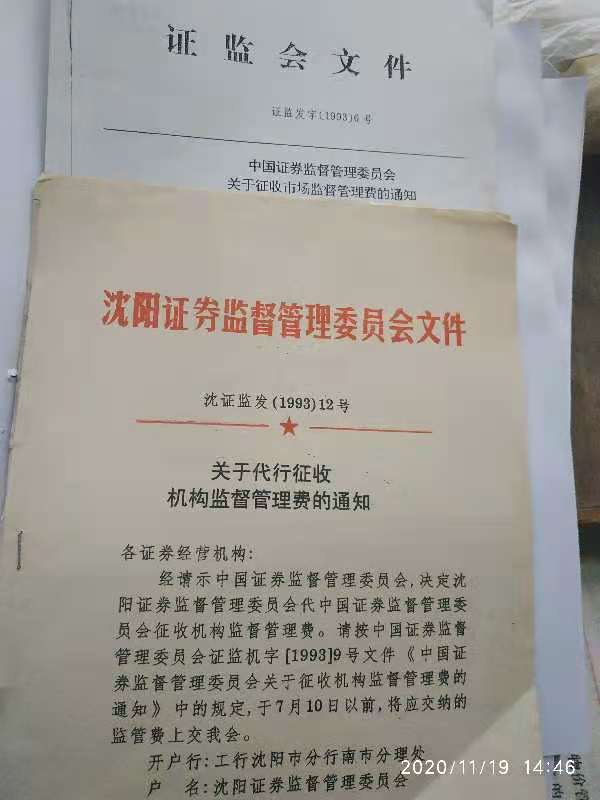 证监会文件
证监发字(1993)6号
中国证券监督管理委员会
关于征收市场监督管理费的通知
沈阳证券监督管理委员会文件
沈证监发(1993)12号
关于代行征收
机构监督管理费的通知
各证券经营机构:
经请示中国证券监督管理委员会,决定沈
阳证券监督管理委员会代中国证券监督管理委
员会征收机构监督管理费。请按中国证券监督
管理委员会证监机字[1993]9号文件《中国证
券监督管理委员会关于征收机构监督管理费的
通知》中的规定,于7月10日以前,将应交纳的
监管费上交我会。
开户行:工行沈阳市分行南市分理处
户 名:沈阳证券监督管理委员会
2020/11/19 14:46